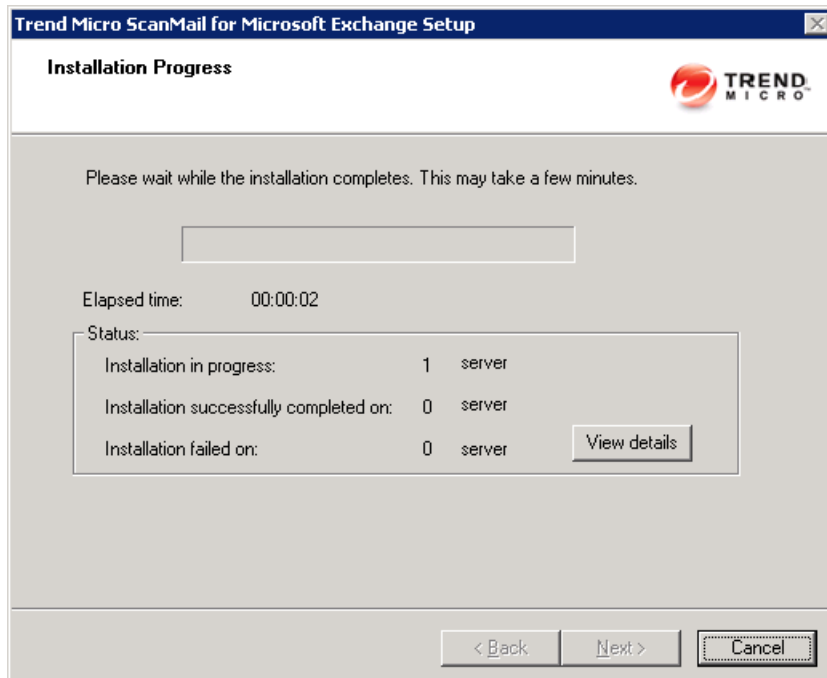 Trend Micro ScanMail for Microsoft Exchange Setup
Installation Progress
TREND
MICRO™
Please wait while the installation completes. This may take a few minutes.
Elapsed time: 00:00:02
Status:
Installation in progress: 1 server
Installation successfully completed on: 0 server
Installation failed on: 0 server
View details
< Back Next > Cancel